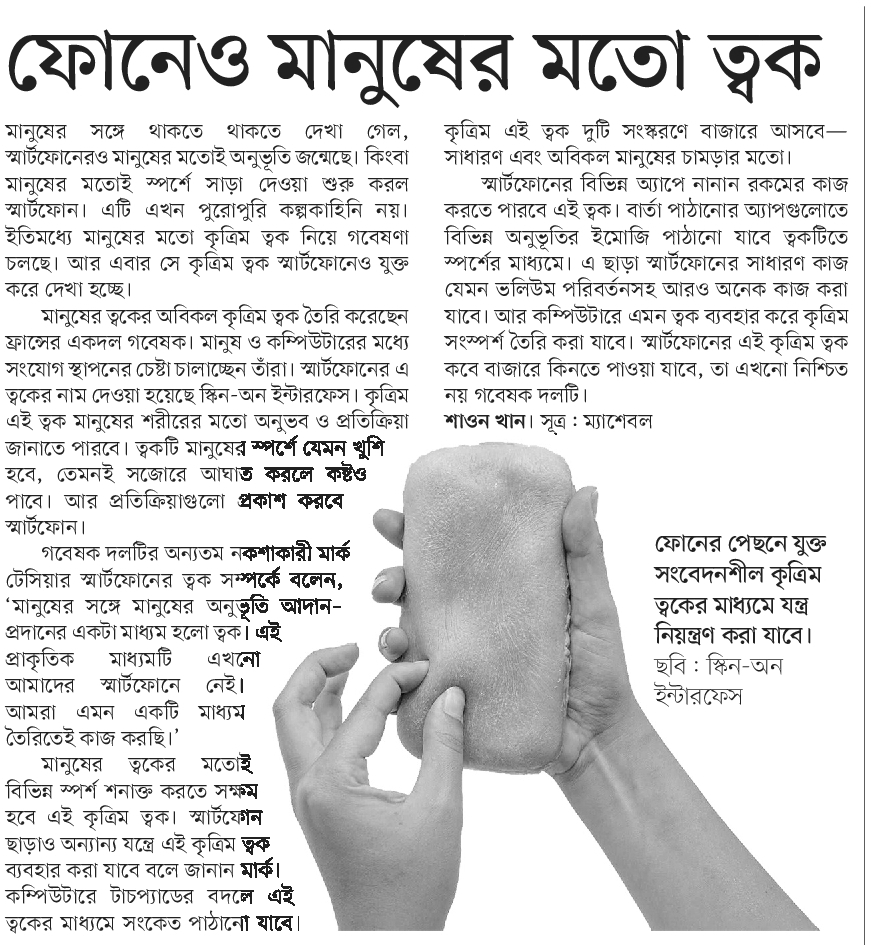 ফোনেও মানুষের মতো ত্বক
মানুষের সঙ্গে থাকতে থাকতে দেখা গেল,
স্মার্টফোনেরও মানুষের মতোই অনুভূতি জন্মেছে। কিংবা
মানুষের মতোই স্পর্শে সাড়া দেওয়া শুরু করল
স্মার্টফোন। এটি এখন পুরোপুরি কল্পকাহিনি নয়।
ইতিমধ্যে মানুষের মতো কৃত্রিম ত্বক নিয়ে গবেষণা
চলছে। আর এবার সে কৃত্রিম ত্বক স্মার্টফোনেও যুক্ত
করে দেখা হচ্ছে।
মানুষের ত্বকের অবিকল কৃত্রিম ত্বক তৈরি করেছেন
ফ্রান্সের একদল গবেষক। মানুষ ও কম্পিউটারের মধ্যে
সংযোগ স্থাপনের চেষ্টা চালাচ্ছেন তাঁরা। স্মার্টফোনের এ
ত্বকের নাম দেওয়া হয়েছে স্কিন-অন ইন্টারফেস। কৃত্রিম
এই ত্বক মানুষের শরীরের মতো অনুভব ও প্রতিক্রিয়া
জানাতে পারবে। ত্বকটি মানুষের স্পর্শে যেমন খুশি
হবে, তেমনই সজোরে আঘাত করলে কষ্টও
পাবে। আর প্রতিক্রিয়াগুলো প্রকাশ করবে
স্মার্টফোন।
গবেষক দলটির অন্যতম নকশাকারী মার্ক
টেসিয়ার স্মার্টফোনের ত্বক সম্পর্কে বলেন,
‘মানুষের সঙ্গে মানুষের অনুভূতি আদান-
প্রদানের একটা মাধ্যম হলো ত্বক। এই
প্রাকৃতিক মাধ্যমটি এখনো
আমাদের স্মার্টফোনে নেই।
আমরা এমন একটি মাধ্যম
তৈরিতেই কাজ করছি।’
মানুষের ত্বকের মতোই
বিভিন্ন স্পর্শ শনাক্ত করতে সক্ষম
হবে এই কৃত্রিম ত্বক। স্মার্টফোন
ছাড়াও অন্যান্য যন্ত্রে এই কৃত্রিম ত্বক
ব্যবহার করা যাবে বলে জানান মার্ক।
কম্পিউটারে টাচপ্যাডের বদলে এই
ত্বকের মাধ্যমে সংকেত পাঠানো যাবে।
কৃত্রিম এই ত্বক দুটি সংস্করণে বাজারে আসবে—
সাধারণ এবং অবিকল মানুষের চামড়ার মতো।
স্মার্টফোনের বিভিন্ন অ্যাপে নানান রকমের কাজ
করতে পারবে এই ত্বক। বার্তা পাঠানোর অ্যাপগুলোতে
বিভিন্ন অনুভূতির ইমোজি পাঠানো যাবে ত্বকটিতে
স্পর্শের মাধ্যমে। এ ছাড়া স্মার্টফোনের সাধারণ কাজ
যেমন ভলিউম পরিবর্তনসহ আরও অনেক কাজ করা
যাবে। আর কম্পিউটারে এমন ত্বক ব্যবহার করে কৃত্রিম
সংস্পর্শ তৈরি করা যাবে। স্মার্টফোনের এই কৃত্রিম ত্বক
কবে বাজারে কিনতে পাওয়া যাবে, তা এখনো নিশ্চিত
নয় গবেষক দলটি।
শাওন খান। সূত্র : ম্যাশেবল
ফোনের পেছনে যুক্ত
সংবেদনশীল কৃত্রিম
ত্বকের মাধ্যমে যন্ত্র
নিয়ন্ত্রণ করা যাবে।
ছবি : স্কিন-অন
ইন্টারফেস